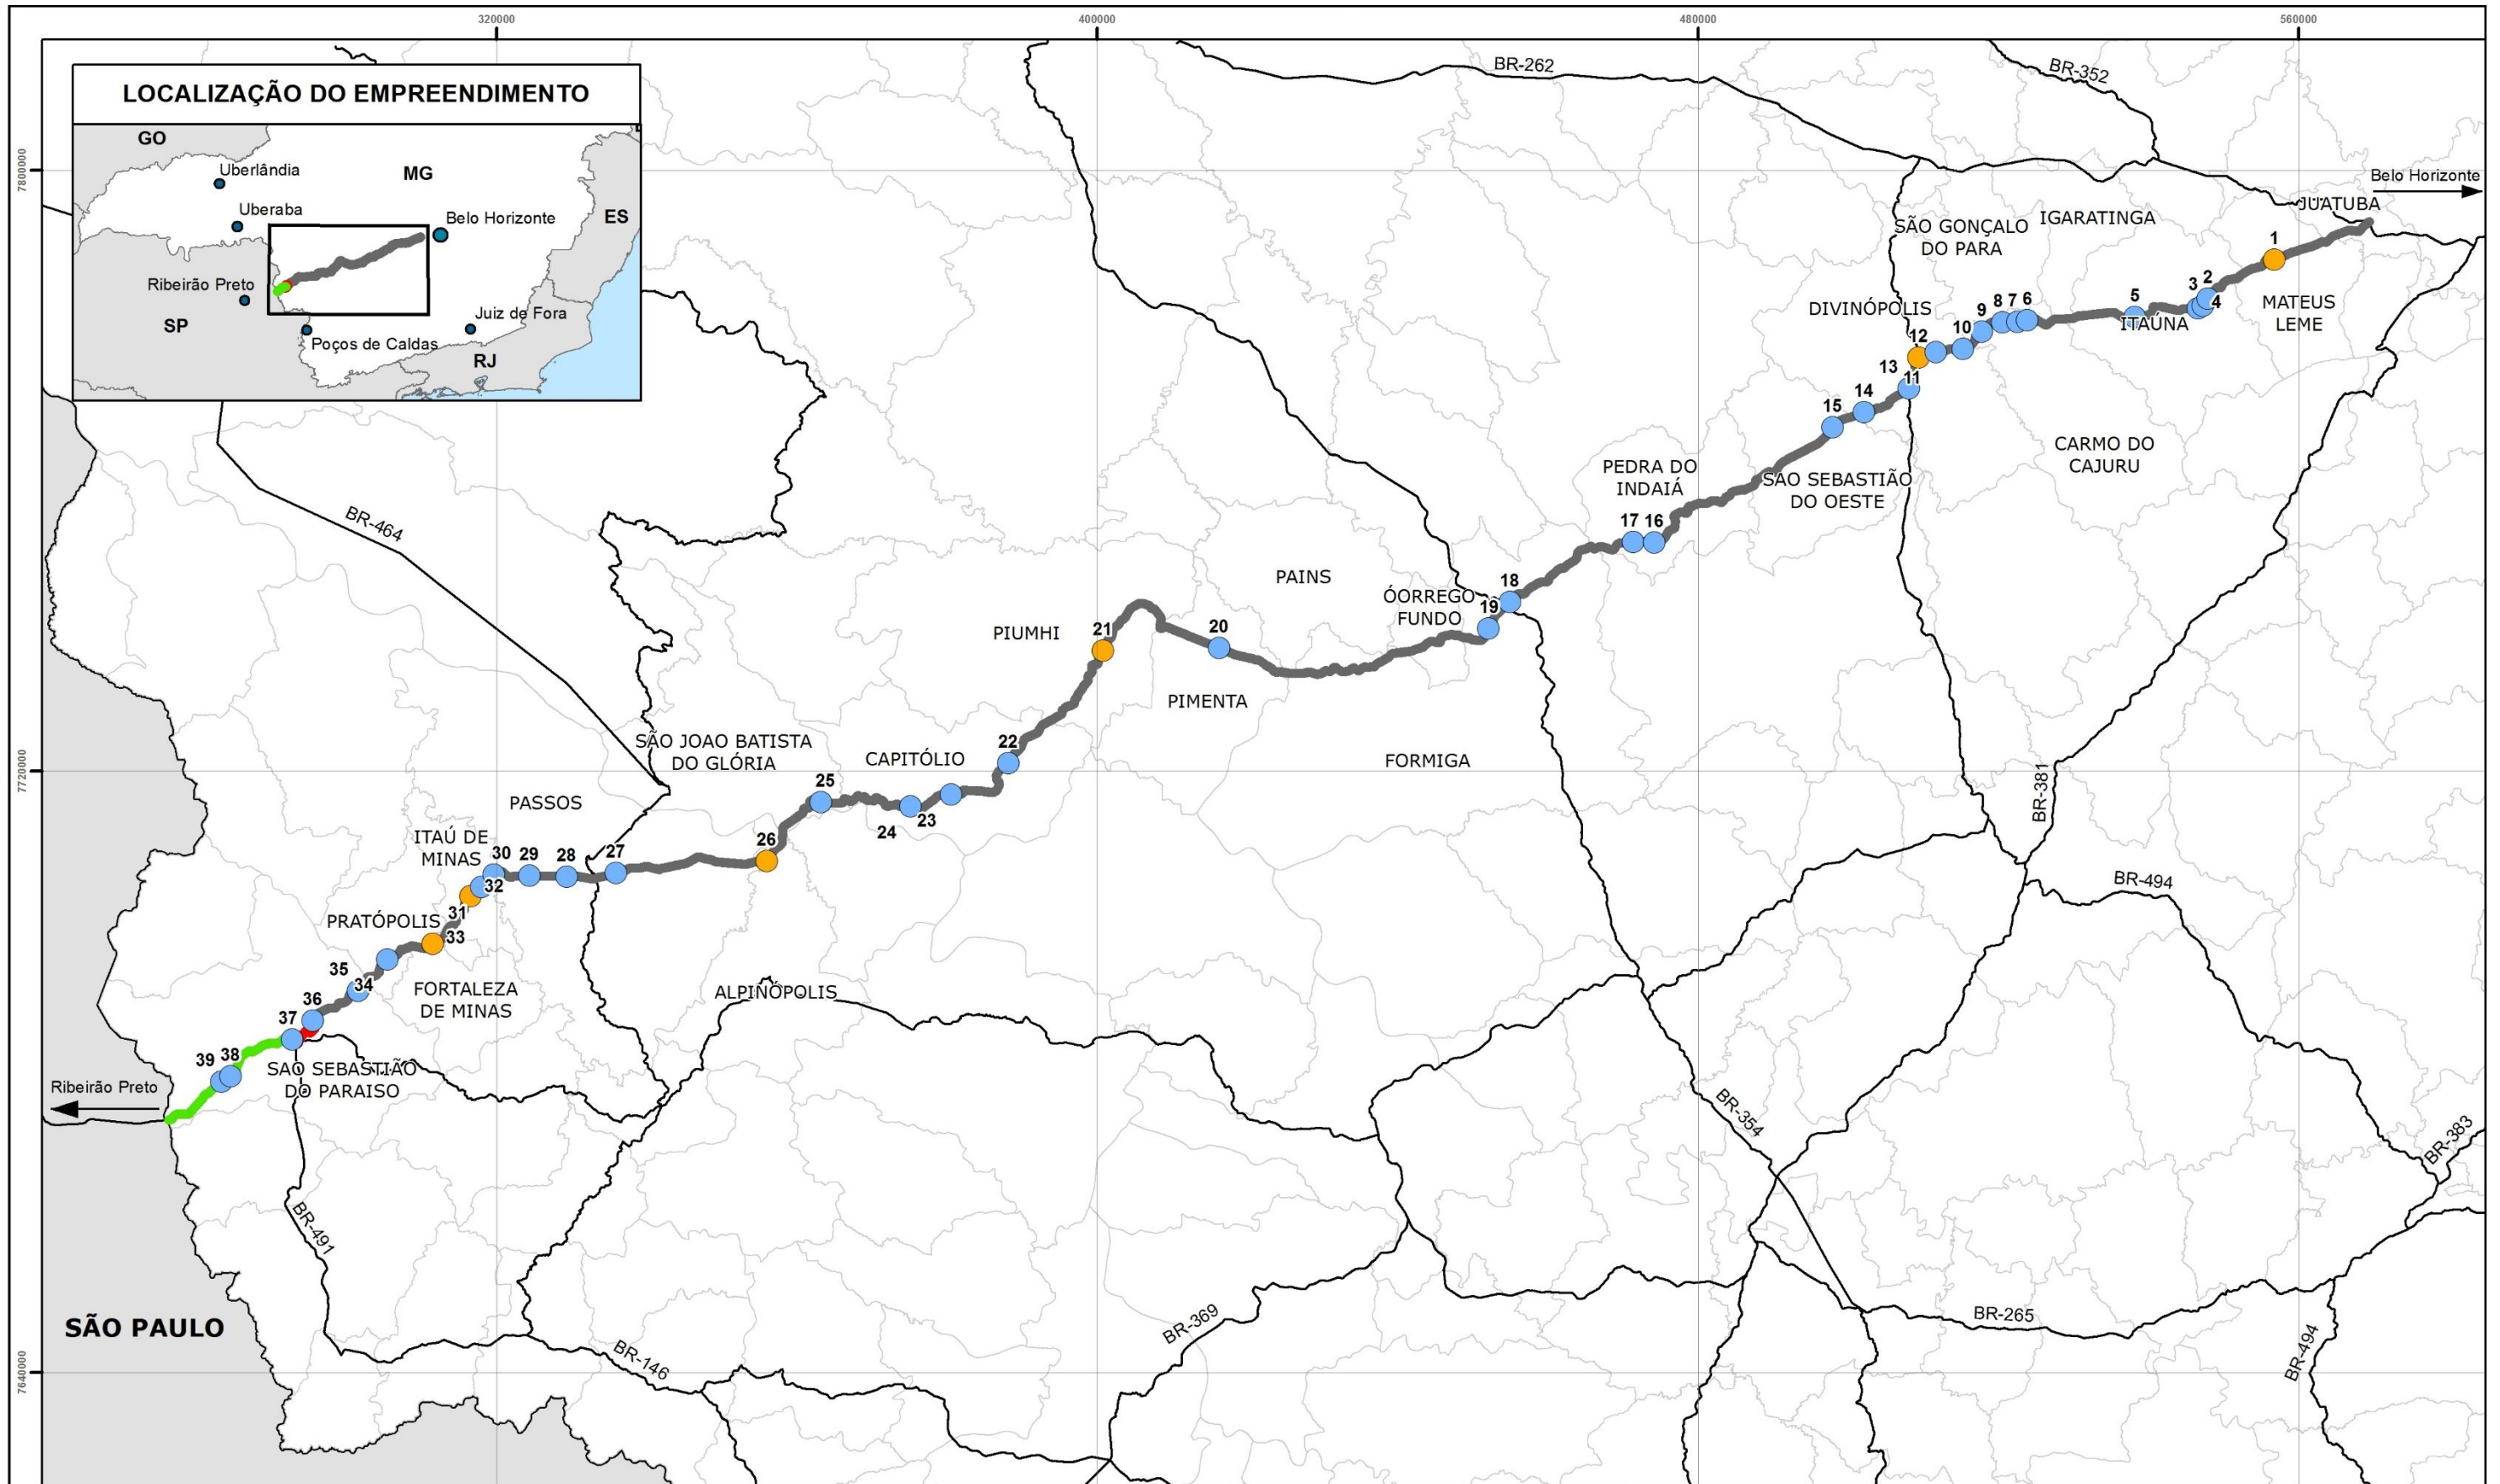 320000
400000
480000
560000
7800000
7720000
7640000
LOCALIZAÇÃO DO EMPREENDIMENTO
GO
Uberlândia
MG
Uberaba
Belo Horizonte
ES
Ribeirão Preto
SP
Juiz de Fora
Poços de Caldas
RJ
BR-262
BR-352
Belo Horizonte
JUATUBA
IGARATINGA
SÃO GONÇALO
DO PARA
1
2
3
4
MATEUS
LEME
5
ITAÚNA
6
7
8
9
10
DIVINÓPOLIS
12
13
11
14
15
CARMO DO
CAJURU
PEDRA DO
INDAIÁ
SAO SEBASTIÃO
DO OESTE
17
16
BR-464
PAINS
ÓORREGO
FUNDO
18
19
PIUMHI
21
20
PIMENTA
FORMIGA
SÃO JOAO BATISTA
DO GLÓRIA
CAPITÓLIO
22
25
23
24
BR-381
PASSOS
ITAÚ DE
MINAS
30
29
28
27
26
32
31
PRATÓPOLIS
33
BR-494
35
34
FORTALEZA
DE MINAS
ALPINÓPOLIS
36
37
39
38
SAO SEBASTIÃO
DO PARAISO
Ribeirão Preto
BR-354
BR-383
BR-491
SÃO PAULO
BR-369
BR-265
BR-146
BR-494